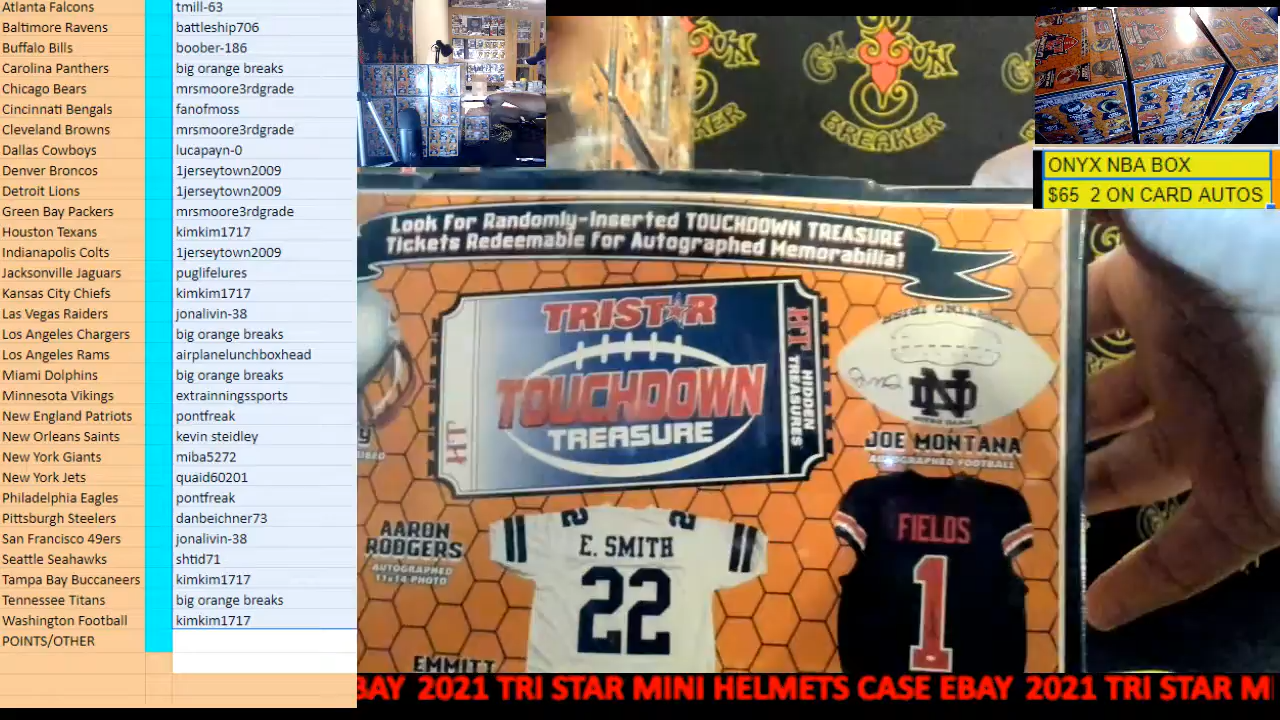 Atlanta Falcons tmill-63
Baltimore Ravens battleship706
Buffalo Bills boober-186
Carolina Panthers big orange breaks
Chicago Bears mrsmoore3rdgrade
Cincinnati Bengals fanofmoss
Cleveland Browns mrsmoore3rdgrade
Dallas Cowboys lucapayn-0
Denver Broncos 1jerseytown2009
Detroit Lions 1jerseytown2009
Green Bay Packers mrsmoore3rdgrade
Houston Texans kimkim1717
Indianapolis Colts 1jerseytown2009
Jacksonville Jaguars puglifelures
Kansas City Chiefs kimkim1717
Las Vegas Raiders jonalivin-38
Los Angeles Chargers big orange breaks
Los Angeles Rams airplanelunchboxhead
Miami Dolphins big orange breaks
Minnesota Vikings extrainningssports
New England Patriots pontfreak
New Orleans Saints kevin steidley
New York Giants miba5272
New York Jets quaid60201
Philadelphia Eagles pontfreak
Pittsburgh Steelers danbeichner73
San Francisco 49ers jonalivin-38
Seattle Seahawks shtid71
Tampa Bay Buccaneers kimkim1717
Tennessee Titans big orange breaks
Washington Football kimkim1717
POINTS/OTHER
BREAKER
ONYX NBA BOX
$65 2 ON CARD AUTOS
Look For Randomly-Inserted TOUCHDOWN TREASURE
Tickets Redeemable For Autographed Memorabilia!
TRISTAR
TOUCHDOWN
TREASURE
HT
HIDDEN
TREASURES
HT
ND
JOE MONTANA
AUTOGRAPHED FOOTBALL
AARON
RODGERS
AUTOGRAPHED
11x14 PHOTO
22
E. SMITH
22
EMMITT
FIELDS
1
BAY 2021 TRI STAR MINI HELMETS CASE EBAY 2021 TRI STAR M